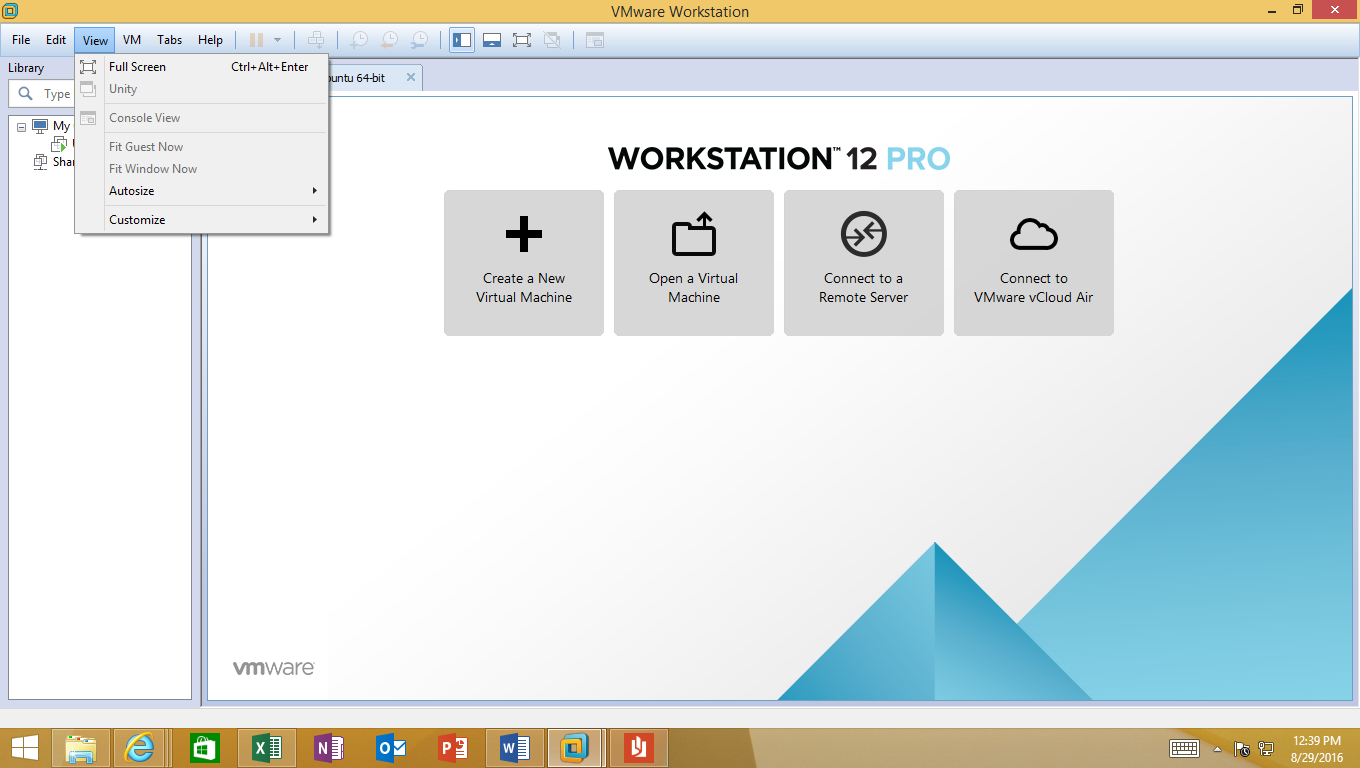 VMware Workstation
File Edit View VM Tabs Help
Library
Type
My
Shar
Full Screen Ctrl+Alt+Enter
Unity
Console View
Fit Guest Now
Fit Window Now
Autosize
Customize
buntu 64-bit
WORKSTATION™ 12 PRO
Create a New
Virtual Machine
Open a Virtual
Machine
Connect to a
Remote Server
Connect to
VMware vCloud Air
vmware
12:39 PM
8/29/2016